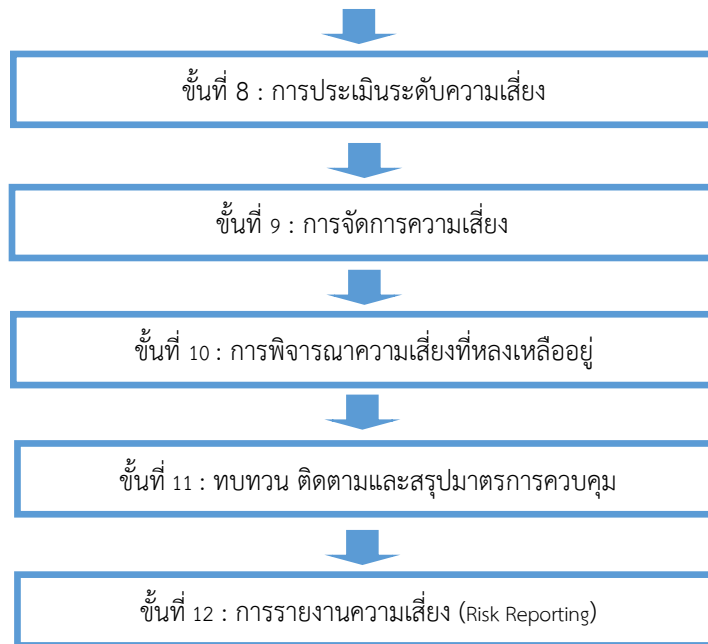 ขั้นที่ 8 : การประเมินระดับความเสี่ยง
ขั้นที่ 9 : การจัดการความเสี่ยง
ขั้นที่ 10 : การพิจารณาความเสี่ยงที่หลงเหลืออยู่
ขั้นที่ 11 : ทบทวน ติดตามและสรุปมาตรการควบคุม
ขั้นที่ 12 : การรายงานความเสี่ยง (Risk Reporting)